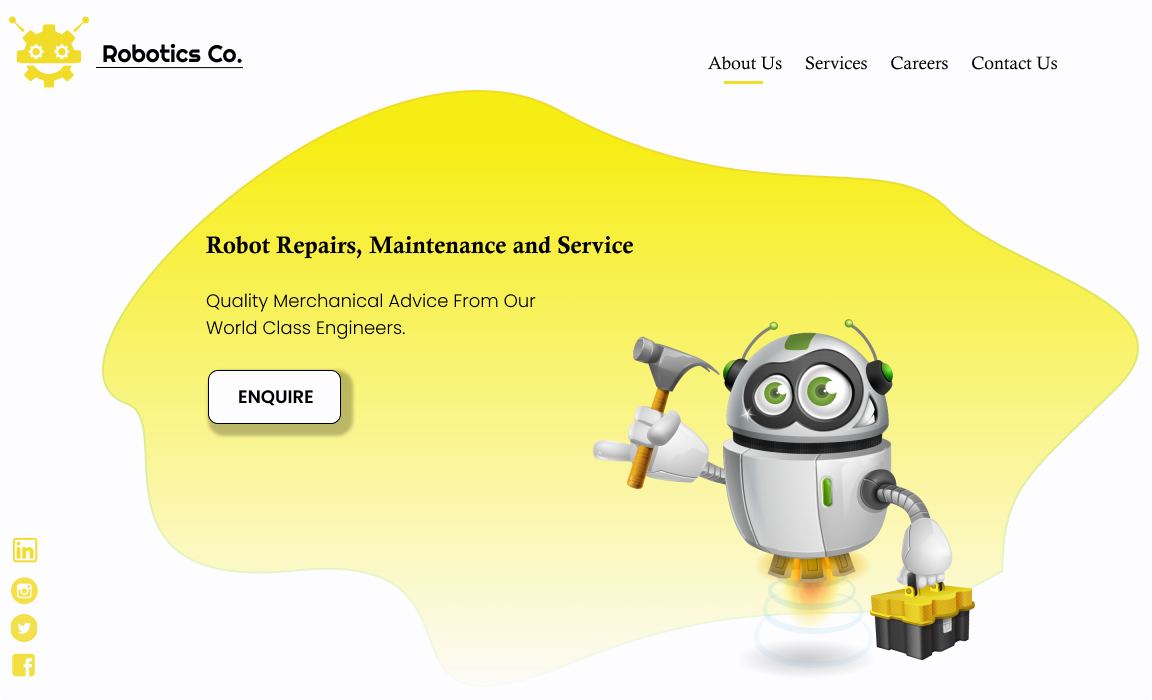 Robotics Co.
About Us Services Careers Contact Us
Robot Repairs, Maintenance and Service
Quality Merchanical Advice From Our
World Class Engineers.
ENQUIRE
in